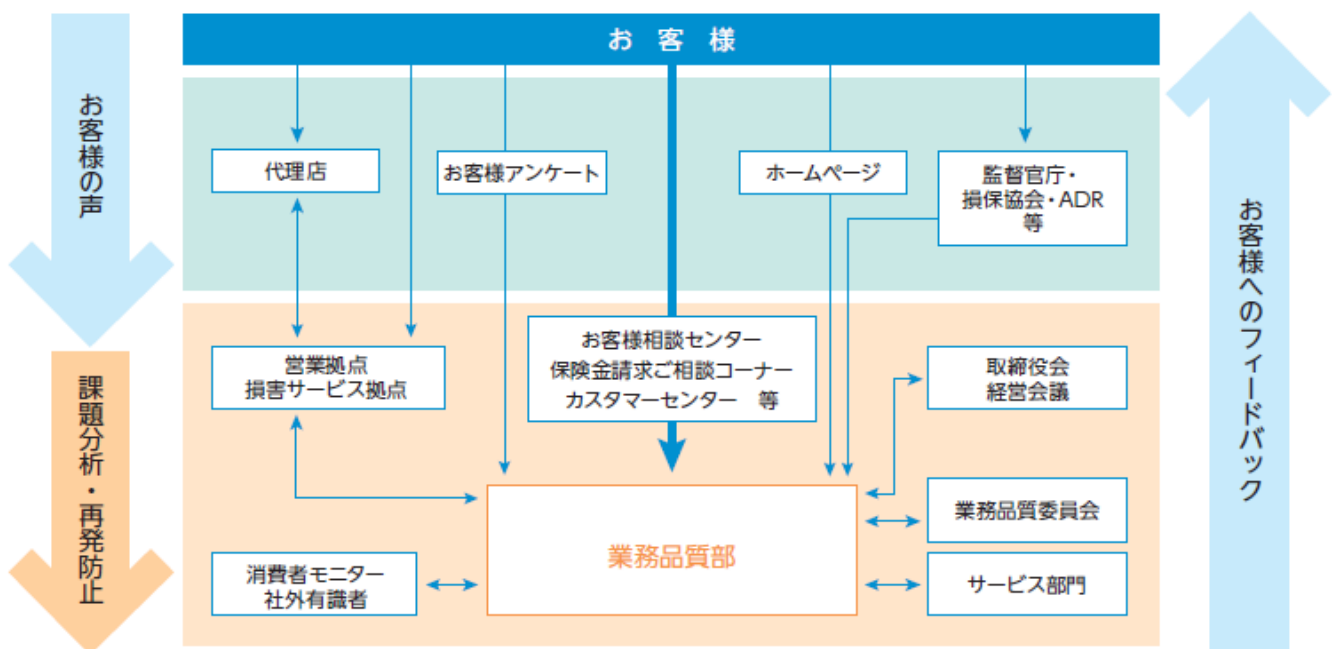 お客様
お客様の声
代理店
お客様アンケート
ホームページ
監督官庁・
損保協会・ADR
等
お客様へのフィードバック
営業拠点
損害サービス拠点
お客様相談センター
保険金請求ご相談コーナー
カスタマーセンター　等
取締役会
経営会議
課題分析・再発防止
業務品質部
業務品質委員会
消費者モニター
社外有識者
サービス部門